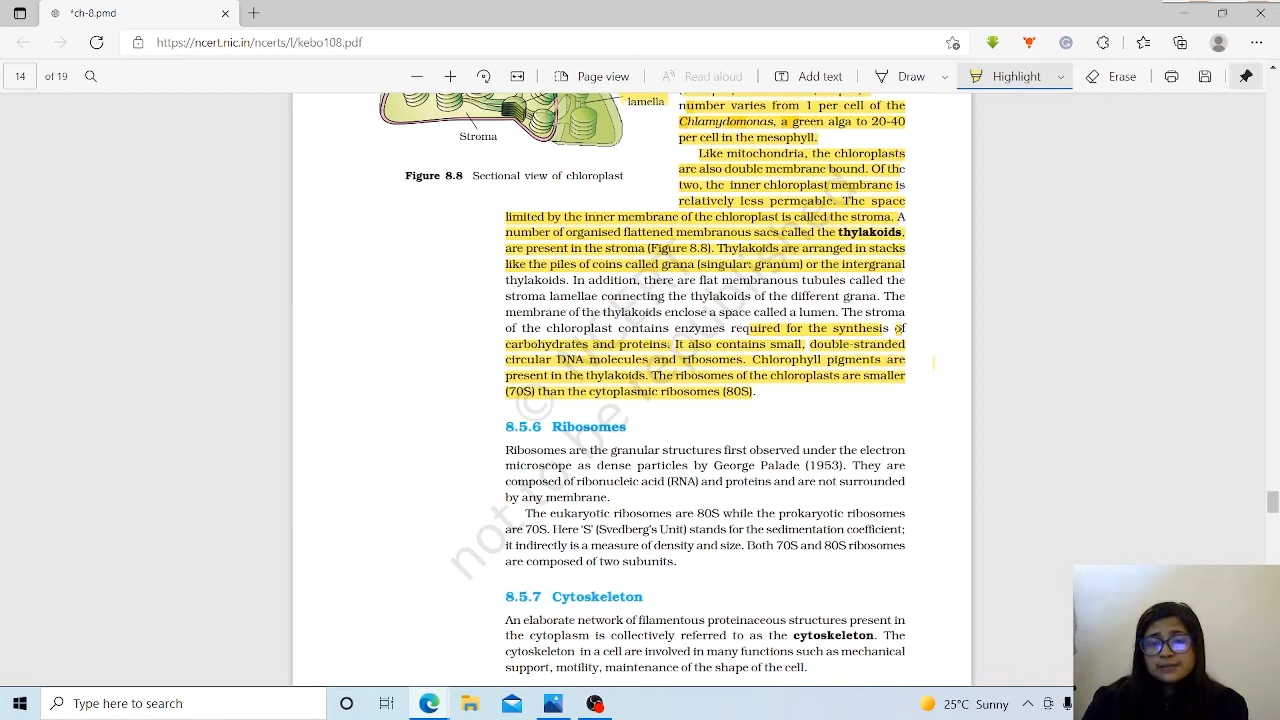 *ch-8.pmd
https://ncert.nic.in/ncerts/l/kebo108.pdf
14 of 19
Page view
Read aloud
Add text
Draw
Highlight
Erase
lamella
Stroma
Figure 8.8 Sectional view of chloroplast
number varies from 1 per cell of the
Chlamydomonas, a green alga to 20-40
per cell in the mesophyll.
Like mitochondria, the chloroplasts
are also double membrane bound. Of the
two, the inner chloroplast membrane is
relatively less permeable. The space
limited by the inner membrane of the chloroplast is called the stroma. A
number of organised flattened membranous sacs called the thylakoids,
are present in the stroma (Figure 8.8). Thylakoids are arranged in stacks
like the piles of coins called grana (singular: granum) or the intergranal
thylakoids. In addition, there are flat membranous tubules called the
stroma lamellae connecting the thylakoids of the different grana. The
membrane of the thylakoids enclose a space called a lumen. The stroma
of the chloroplast contains enzymes required for the synthesis of
carbohydrates and proteins. It also contains small, double-stranded
circular DNA molecules and ribosomes. Chlorophyll pigments are
present in the thylakoids. The ribosomes of the chloroplasts are smaller
(70S) than the cytoplasmic ribosomes (80S).
8.5.6 Ribosomes
Ribosomes are the granular structures first observed under the electron
microscope as dense particles by George Palade (1953). They are
composed of ribonucleic acid (RNA) and proteins and are not surrounded
by any membrane.
The eukaryotic ribosomes are 80S while the prokaryotic ribosomes
are 70S. Here 'S' (Svedberg's Unit) stands for the sedimentation coefficient;
it indirectly is a measure of density and size. Both 70S and 80S ribosomes
are composed of two subunits.
8.5.7 Cytoskeleton
An elaborate network of filamentous proteinaceous structures present in
the cytoplasm is collectively referred to as the cytoskeleton. The
cytoskeleton in a cell are involved in many functions such as mechanical
support, motility, maintenance of the shape of the cell.
not to be republished
Type here to search
25°C Sunny